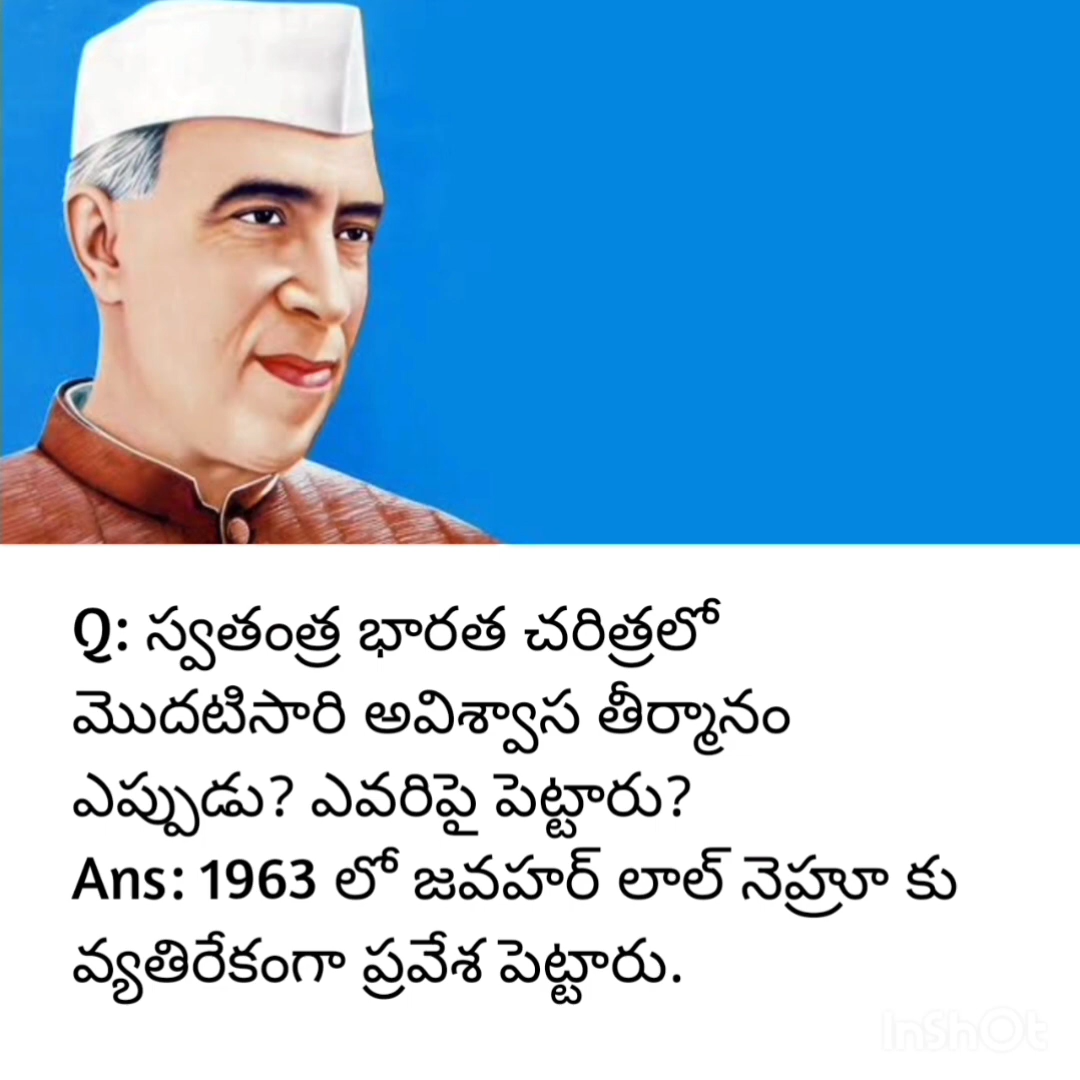 Q: స్వతంత్ర భారత చరిత్రలో
మొదటిసారి అవిశ్వాస తీర్మానం
ఎప్పుడు? ఎవరిపై పెట్టారు?
Ans: 1963 లో జవహర్ లాల్ నెహ్రూ కు
వ్యతిరేకంగా ప్రవేశ పెట్టారు.
InShOt